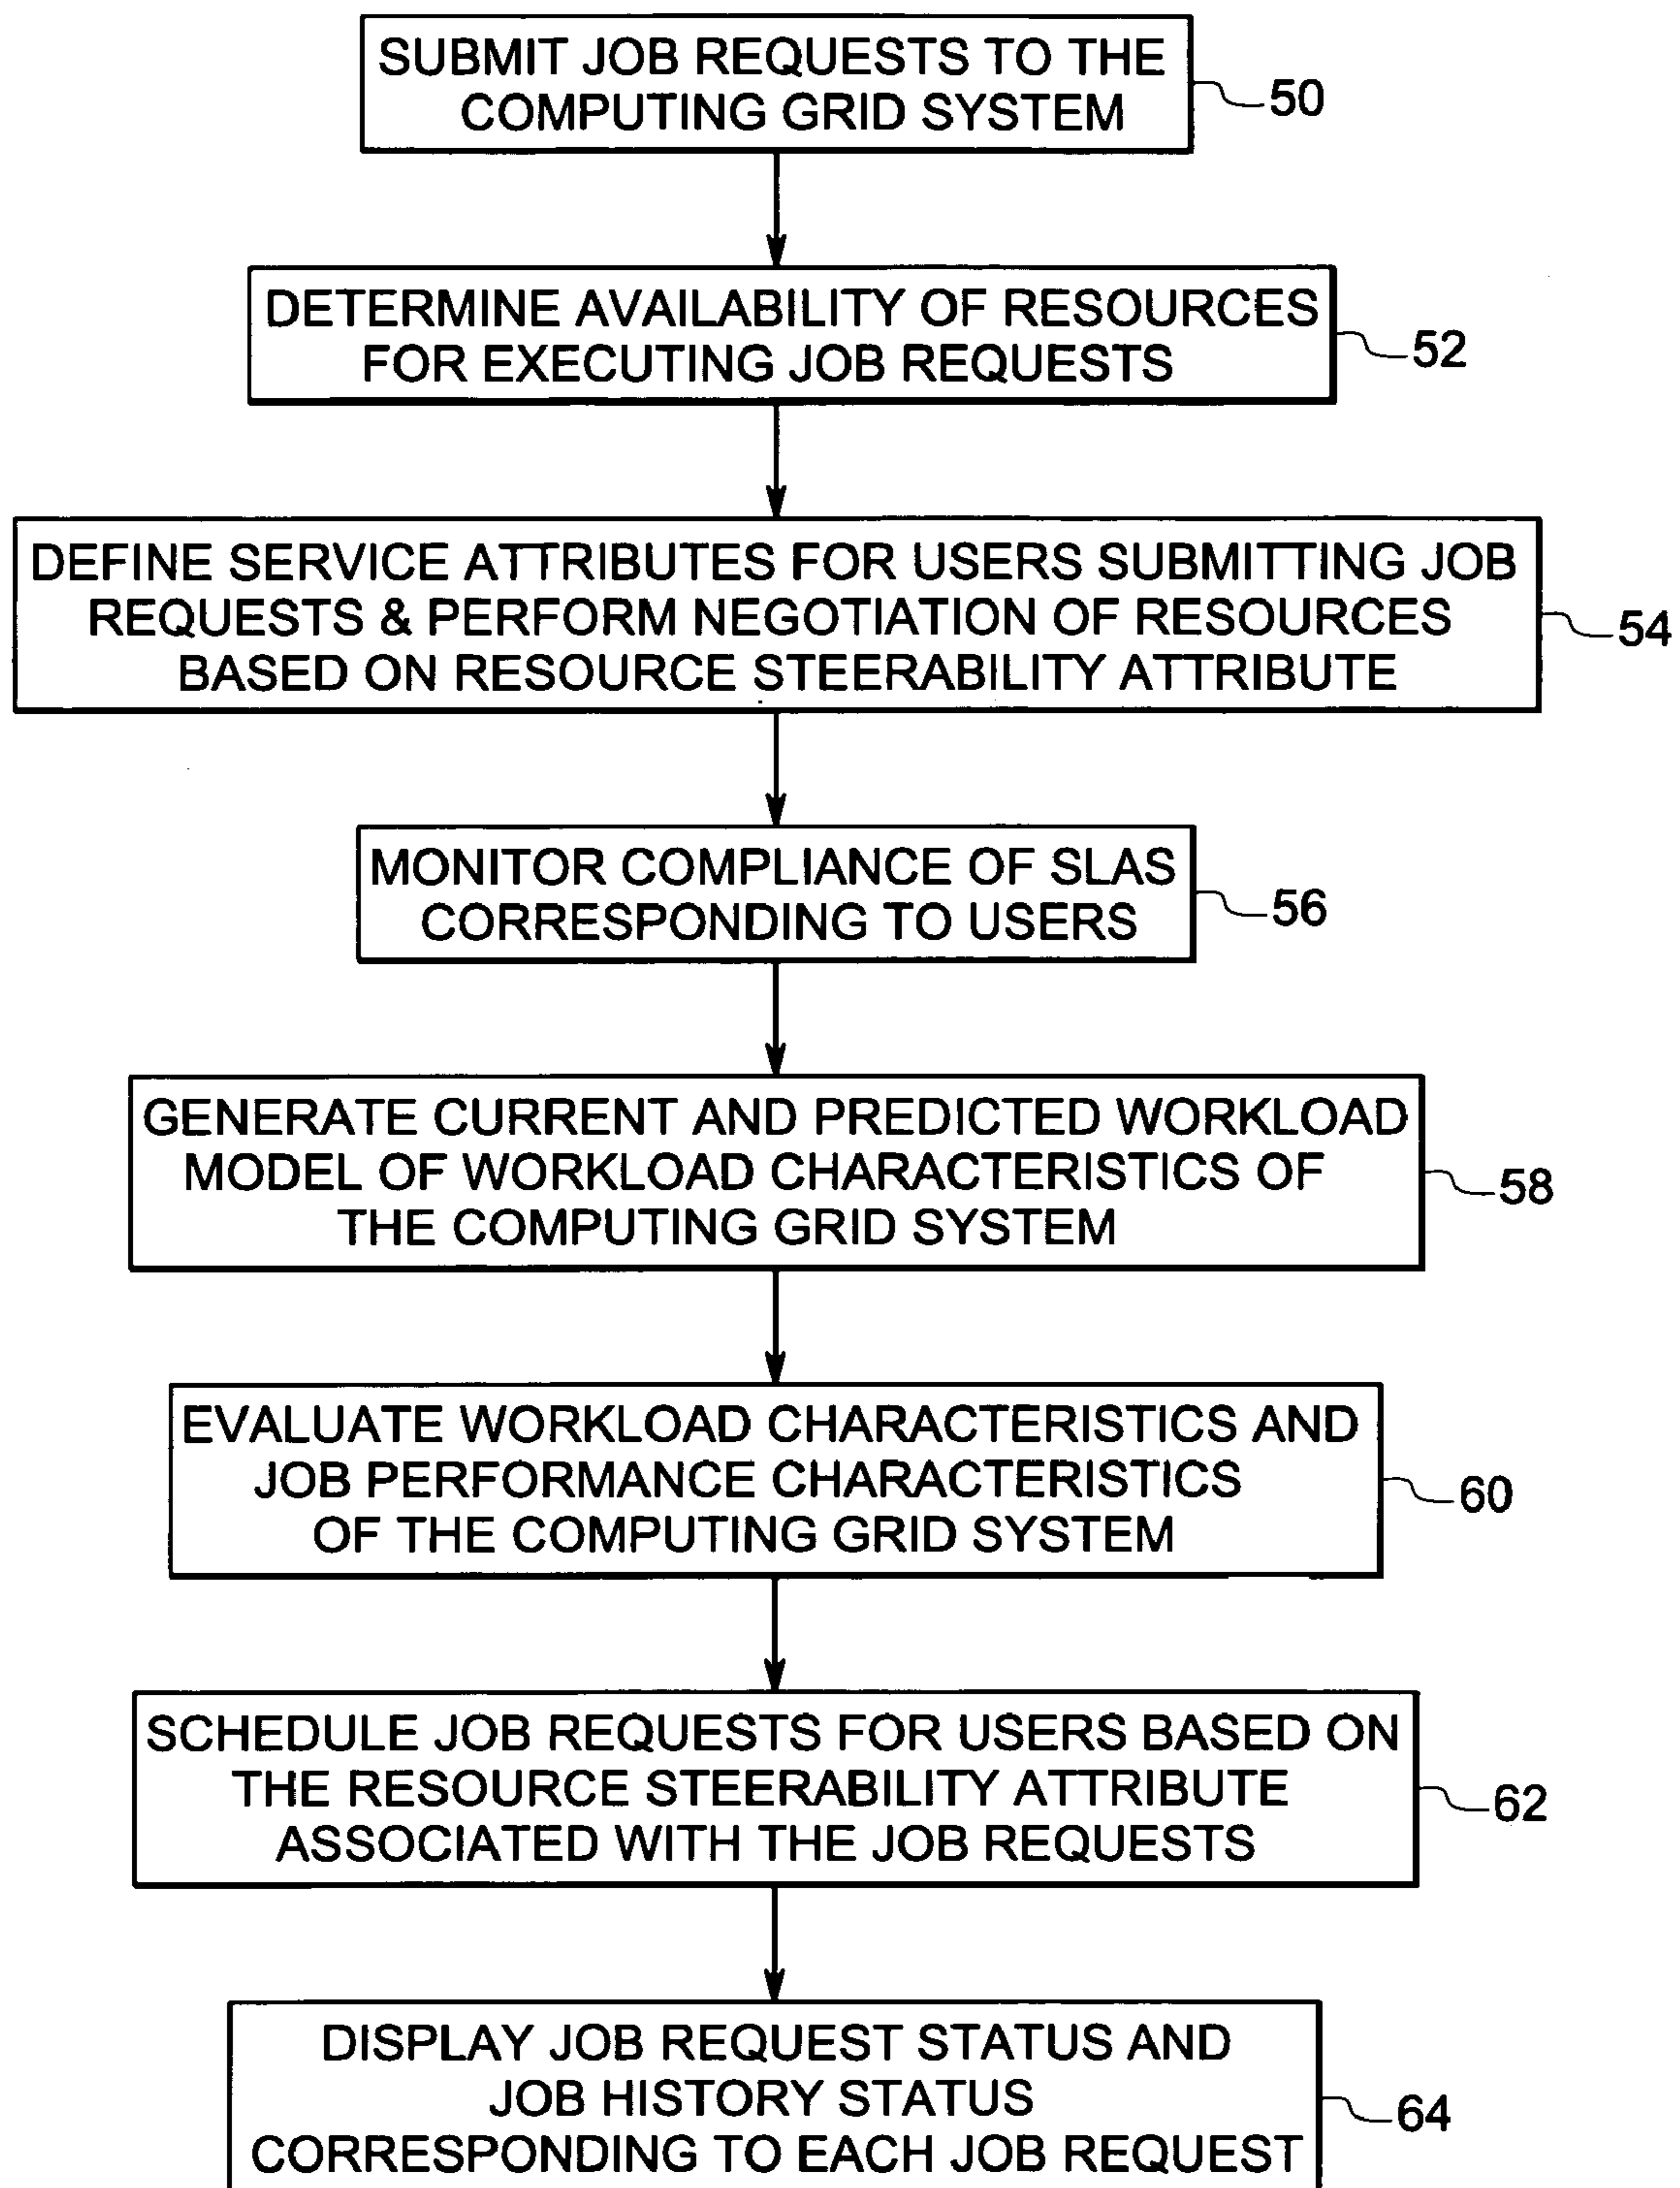 SUBMIT JOB REQUESTS TO THE
COMPUTING GRID SYSTEM
50
DETERMINE AVAILABILITY OF RESOURCES
FOR EXECUTING JOB REQUESTS
52
DEFINE SERVICE ATTRIBUTES FOR USERS SUBMITTING JOB
REQUESTS & PERFORM NEGOTIATION OF RESOURCES
BASED ON RESOURCE STEERABILITY ATTRIBUTE
54
MONITOR COMPLIANCE OF SLAS
CORRESPONDING TO USERS
56
GENERATE CURRENT AND PREDICTED WORKLOAD
MODEL OF WORKLOAD CHARACTERISTICS OF
THE COMPUTING GRID SYSTEM
58
EVALUATE WORKLOAD CHARACTERISTICS AND
JOB PERFORMANCE CHARACTERISTICS
OF THE COMPUTING GRID SYSTEM
60
SCHEDULE JOB REQUESTS FOR USERS BASED ON
THE RESOURCE STEERABILITY ATTRIBUTE
ASSOCIATED WITH THE JOB REQUESTS
62
DISPLAY JOB REQUEST STATUS AND
JOB HISTORY STATUS
CORRESPONDING TO EACH JOB REQUEST
64